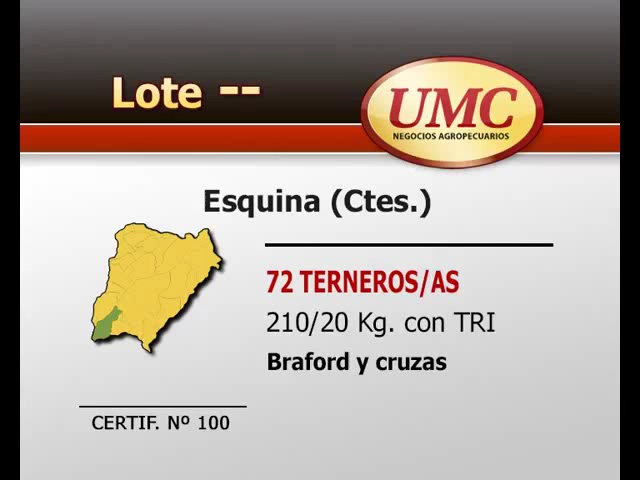 Lote --
UMC
NEGOCIOS AGROPECUARIOS
Esquina (Ctes.)
72 TERNEROS/AS
210/20 Kg. con TRI
Braford y cruzas
CERTIF. Nº 100